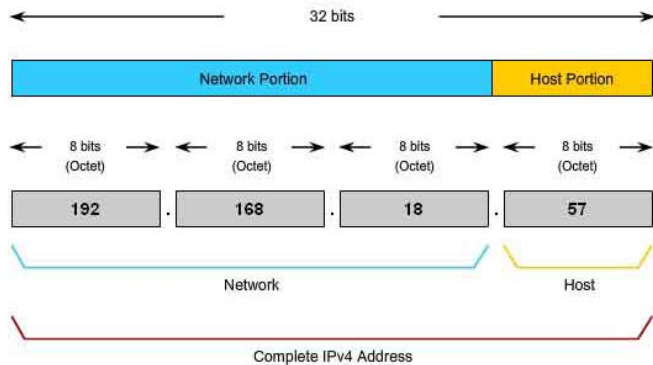 32 bits
Network Portion Host Portion
8 bits 8 bits 8 bits 8 bits
(Octet) (Octet) (Octet) (Octet)
192 . 168 . 18 . 57
Network Host
Complete IPv4 Address